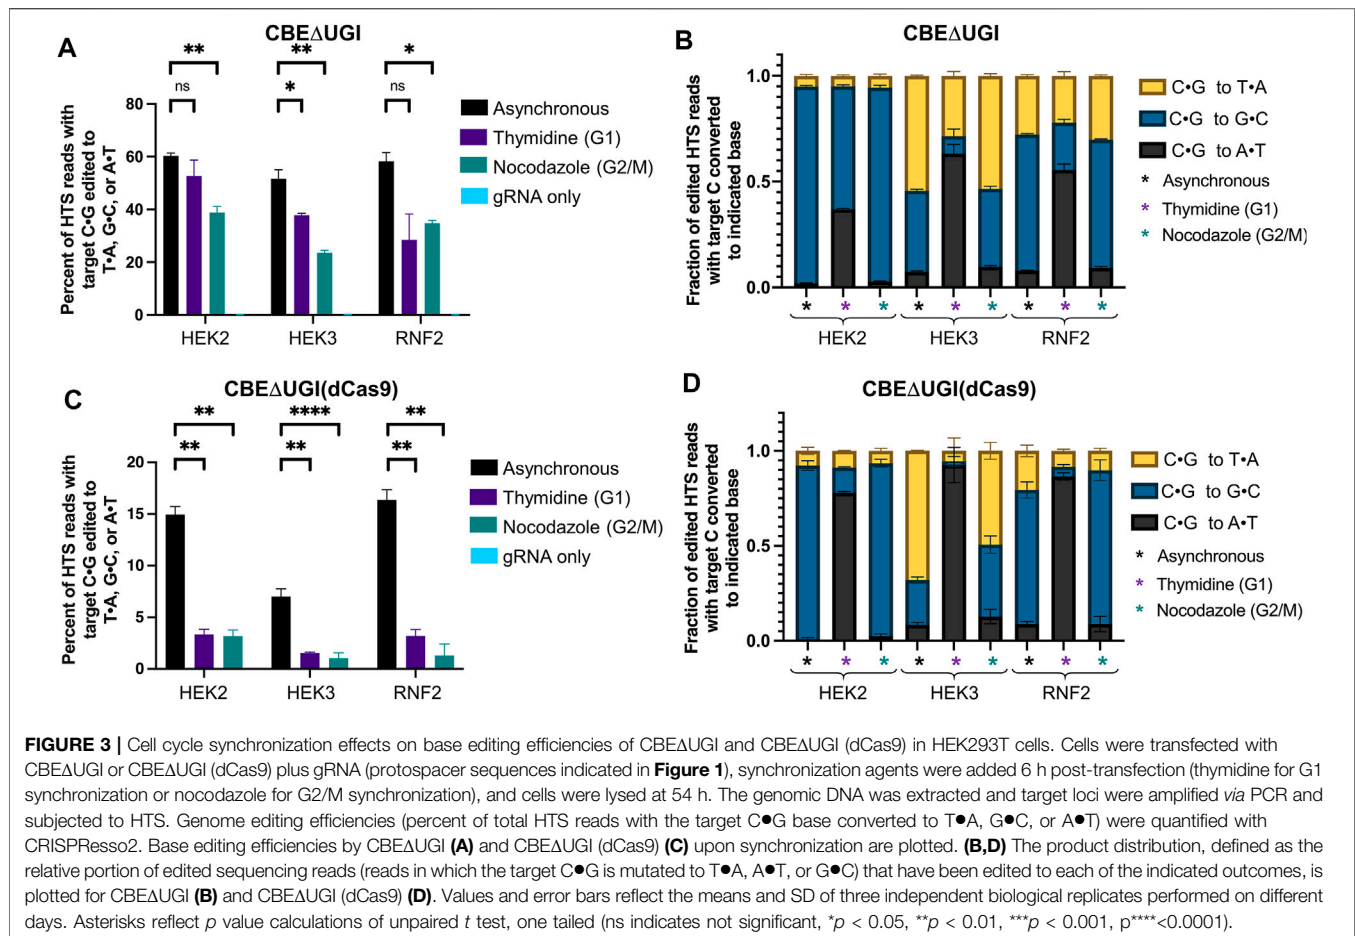 A
CBEΔUGI
** ** *
ns * ns
Percent of HTS reads with
target C•G edited to
T•A, G•C, or A•T
80
60
40
20
0
HEK2 HEK3 RNF2
Asynchronous
Thymidine (G1)
Nocodazole (G2/M)
gRNA only
B
CBEΔUGI
Fraction of edited HTS reads
with target C converted
to indicated base
1.0
0.5
0.0
* * * * * * * * *
HEK2 HEK3 RNF2
C•G to T•A
C•G to G•C
C•G to A•T
* Asynchronous
* Thymidine (G1)
* Nocodazole (G2/M)
C
CBEΔUGI(dCas9)
** **** **
** ** **
Percent of HTS reads with
target C•G edited to
T•A, G•C, or A•T
20
15
10
5
0
HEK2 HEK3 RNF2
Asynchronous
Thymidine (G1)
Nocodazole (G2/M)
gRNA only
D
CBEΔUGI(dCas9)
Fraction of edited HTS reads
with target C converted
to indicated base
1.0
0.5
0.0
* * * * * * * * *
HEK2 HEK3 RNF2
C•G to T•A
C•G to G•C
C•G to A•T
* Asynchronous
* Thymidine (G1)
* Nocodazole (G2/M)
FIGURE 3 | Cell cycle synchronization effects on base editing efficiencies of CBEΔUGI and CBEΔUGI (dCas9) in HEK293T cells. Cells were transfected with
CBEΔUGI or CBEΔUGI (dCas9) plus gRNA (protospacer sequences indicated in Figure 1), synchronization agents were added 6 h post-transfection (thymidine for G1
synchronization or nocodazole for G2/M synchronization), and cells were lysed at 54 h. The genomic DNA was extracted and target loci were amplified via PCR and
subjected to HTS. Genome editing efficiencies (percent of total HTS reads with the target C●G base converted to T●A, G●C, or A●T) were quantified with
CRISPResso2. Base editing efficiencies by CBEΔUGI (A) and CBEΔUGI (dCas9) (C) upon synchronization are plotted. (B,D) The product distribution, defined as the
relative portion of edited sequencing reads (reads in which the target C●G is mutated to T●A, A●T, or G●C) that have been edited to each of the indicated outcomes, is
plotted for CBEΔUGI (B) and CBEΔUGI (dCas9) (D). Values and error bars reflect the means and SD of three independent biological replicates performed on different
days. Asterisks reflect p value calculations of unpaired t test, one tailed (ns indicates not significant, *p < 0.05, **p < 0.01, ***p < 0.001, p****<0.0001).